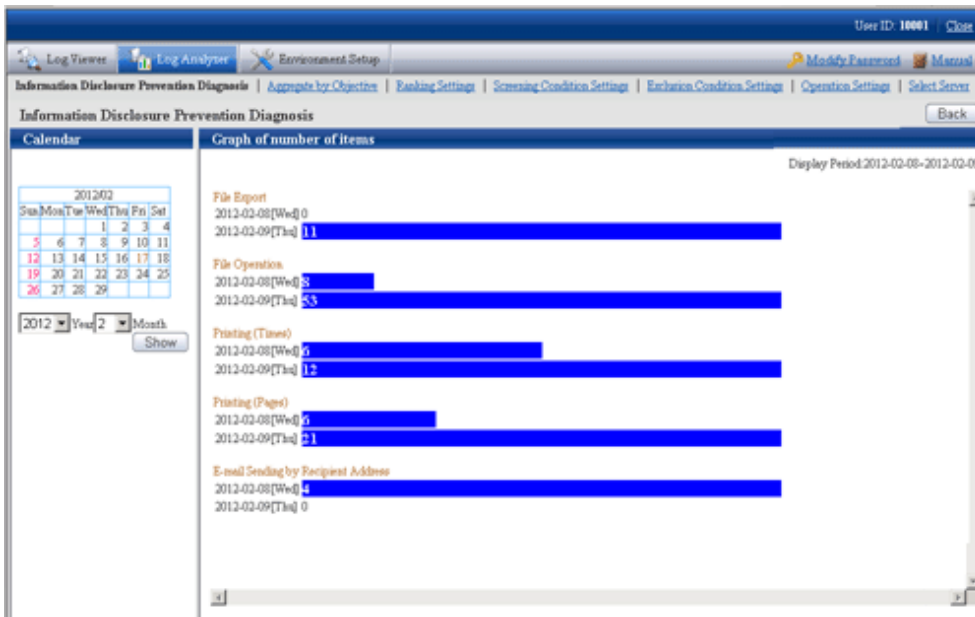 User ID: 10001 Close
Log Viewer Log Analyzer Environment Setup Modify Password Manual
Information Disclosure Prevention Diagnosis | Aggregate by Objective | Ranking Settings | Screening Condition Settings | Exclusion Condition Settings | Operation Settings | Select Server
Information Disclosure Prevention Diagnosis Back
Calendar
2012/02
Sun Mon Tue Wed Thu Fri Sat
1 2 3 4
5 6 7 8 9 10 11
12 13 14 15 16 17 18
19 20 21 22 23 24 25
26 27 28 29
2012 Year 2 Month
Show
Graph of number of items
Display Period:2012-02-08~2012-02-09
File Export
2012-02-08[Wed] 0
2012-02-09[Thu] 11
File Operation
2012-02-08[Wed] 8
2012-02-09[Thu] 53
Printing (Times)
2012-02-08[Wed] 6
2012-02-09[Thu] 12
Printing (Pages)
2012-02-08[Wed] 6
2012-02-09[Thu] 21
E-mail Sending by Recipient Address
2012-02-08[Wed] 4
2012-02-09[Thu] 0